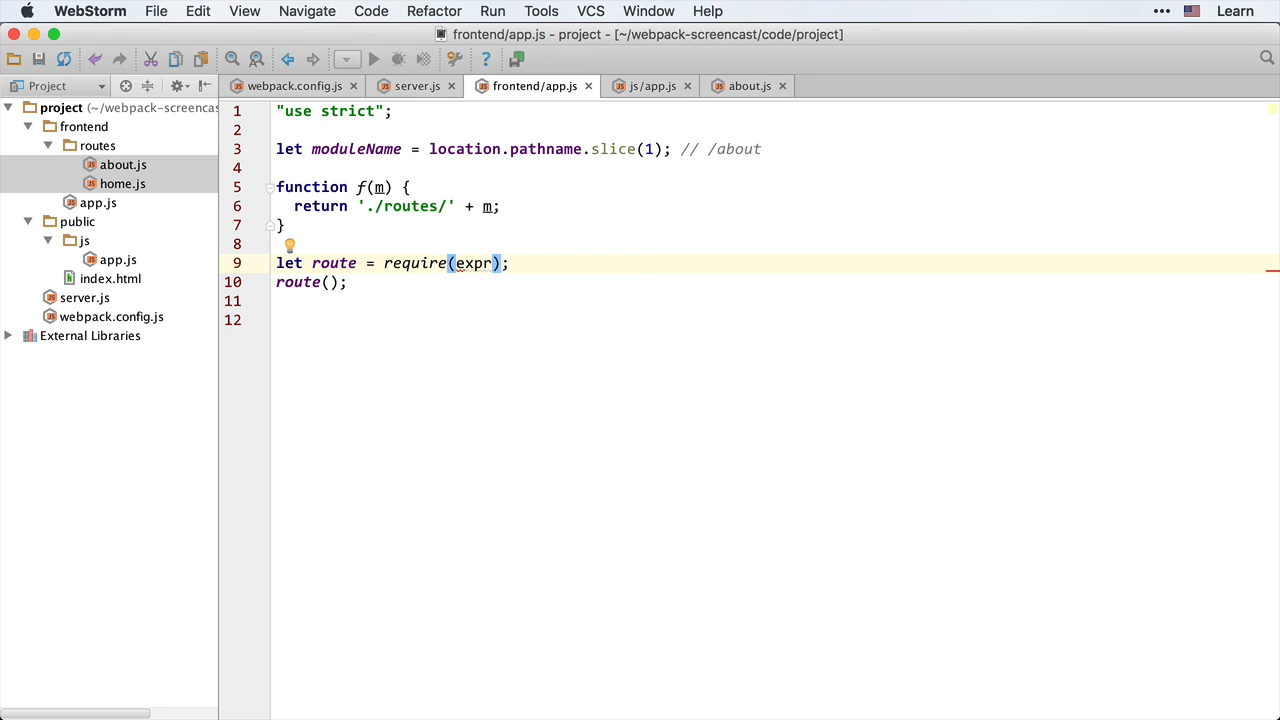 WebStorm File Edit View Navigate Code Refactor Run Tools VCS Window Help ••• Learn
frontend/app.js - project - [~/webpack-screencast/code/project]
Project webpack.config.js server.js frontend/app.js js/app.js about.js
project (~/webpack-screencas
frontend
routes
about.js
home.js
app.js
public
js
app.js
index.html
server.js
webpack.config.js
External Libraries
1 "use strict";
2
3 let moduleName = location.pathname.slice(1); // /about
4
5 function f(m) {
6 return './routes/' + m;
7 }
8
9 let route = require(expr);
10 route();
11
12